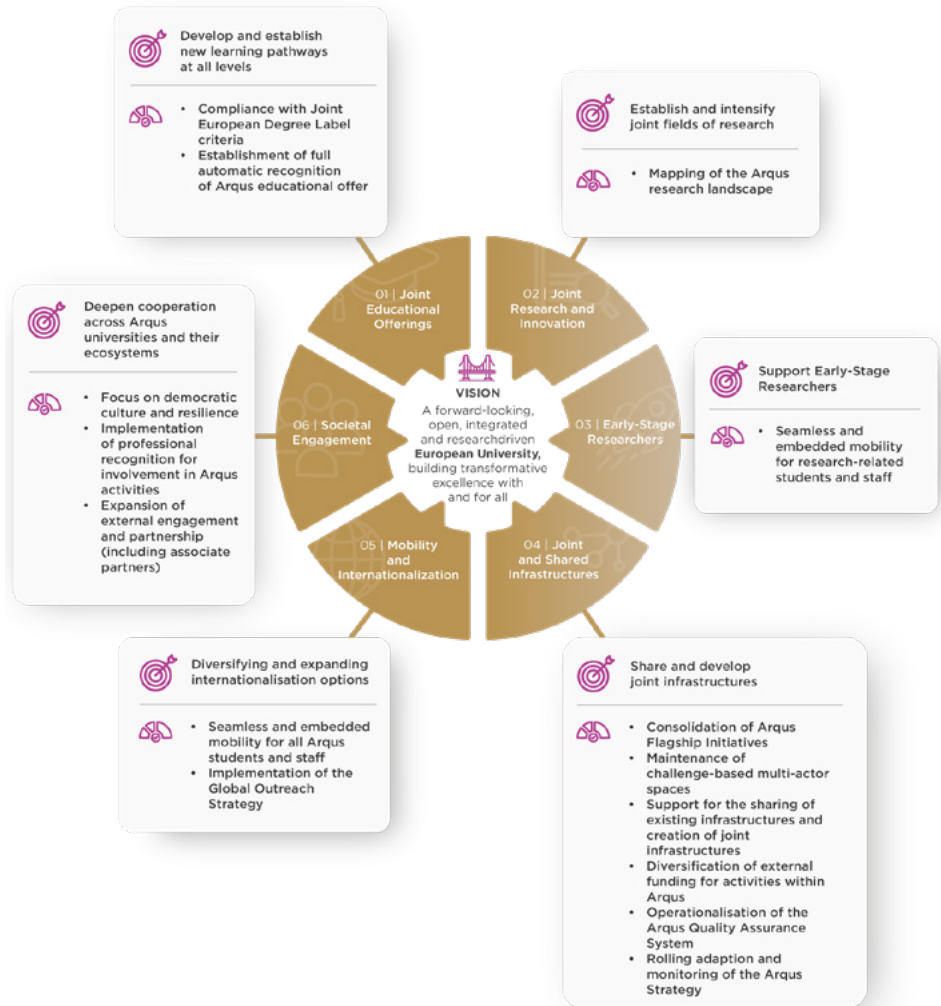 Develop and establish
new learning pathways
at all levels
• Compliance with Joint
European Degree Label
criteria
• Establishment of full
automatic recognition
of Arqus educational offer
Establish and intensify
joint fields of research
• Mapping of the Arqus
research landscape
01 | Joint
Educational
Offerings
02 | Joint
Research and
Innovation
Deepen cooperation
across Arqus
universities and their
ecosystems
• Focus on democratic
culture and resilience
• Implementation
of professional
recognition for
involvement in Arqus
activities
• Expansion of
external engagement
and partnership
(including associate
partners)
06 | Societal
Engagement
VISION
A forward-looking,
open, integrated
and researchdriven
European University,
building transformative
excellence with
and for all
03 | Early-Stage
Researchers
Support Early-Stage
Researchers
• Seamless and
embedded mobility
for research-related
students and staff
05 | Mobility
and
Internationalization
04 | Joint
and Shared
Infrastructures
Diversifying and expanding
internationalisation options
• Seamless and embedded
mobility for all Arqus
students and staff
• Implementation of the
Global Outreach
Strategy
Share and develop
joint infrastructures
• Consolidation of Arqus
Flagship Initiatives
• Maintenance of
challenge-based multi-actor
spaces
• Support for the sharing of
existing infrastructures and
creation of joint
infrastructures
• Diversification of external
funding for activities within
Arqus
• Operationalisation of the
Arqus Quality Assurance
System
• Rolling adaption and
monitoring of the Arqus
Strategy